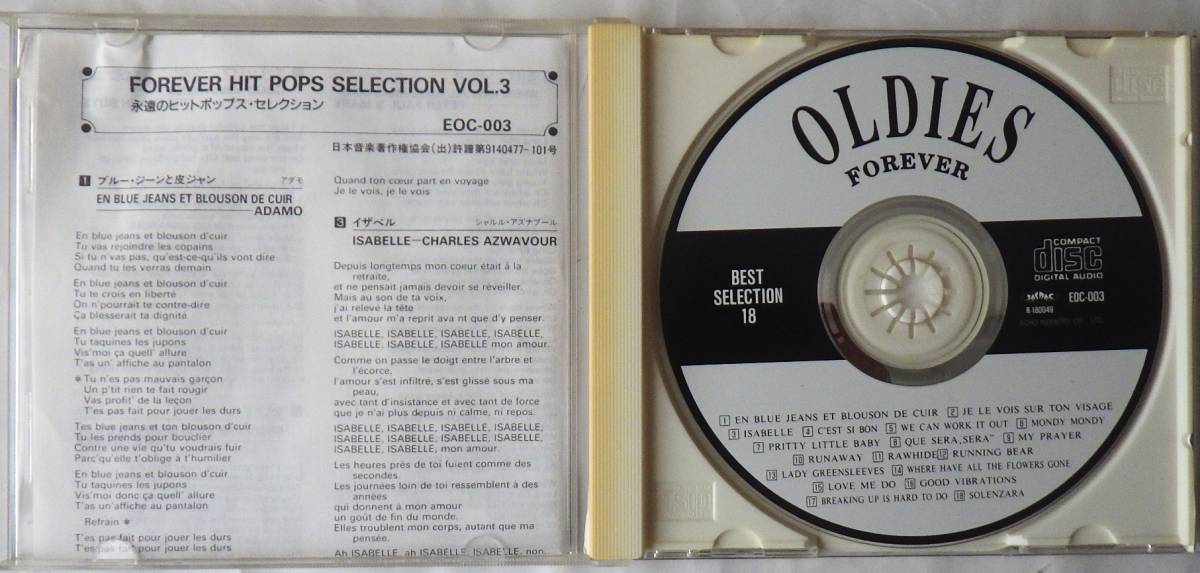 FOREVER HIT POPS SELECTION VOL.3
永遠のヒットポップス・セレクション
EOC-003
日本音楽著作権協会(出)許諾第9140477-101号
1 ブルー・ジーンと皮ジャン アダモ
EN BLUE JEANS ET BLOUSON DE CUIR
ADAMO
En blue jeans et blouson d'cuir
Tu vas rejoindre les copains
Si tu n'vas pas, qu'est-ce-qu'ils vont dire
Quand tu les verras demain
En blue jeans et blouson d'cuir
Tu te crois en liberté
On n'pourrait te contre-dire
Ça blesserait ta dignité
En blue jeans et blouson d'cuir
Tu taquines les jupons
Vis'moi ça quell' allure
T'as un' affiche au pantalon
* Tu n'es pas mauvais garçon
Un p'tit rien te fait rougir
Vas profit' de la leçon
T'es pas fait pour jouer les durs
Tes blue jeans et ton blouson d'cuir
Tu les prends pour bouclier
Contre une vie qu'tu voudrais fuir
Parc'qu'elle t'oblige à t'humilier
En blue jeans et blouson d'cuir
Tu taquines les jupons
Vis'moi donc ça quell' allure
T'as un'affiche au pantalon
Refrain *
T'es pas fait pour jouer les durs
T'es pas fait pour jouer les durs
Quand ton cœur part en voyage
Je le vois, je le vois
3 イザベル シャルル・アズナブール
ISABELLE—CHARLES AZWAVOUR
Depuis longtemps mon coeur était à la
retraite,
et ne pensait jamais devoir se réveiller.
Mais au son de ta voix,
j'ai relevé la tête
et l'amour m'a reprit ava nt que d'y penser.
ISABELLE, ISABELLE, ISABELLE, ISABELLE,
ISABELLE, ISABELLE, ISABELLE mon amour.
Comme on passe le doigt entre l'arbre et
l'écorce,
l'amour s'est infiltré, s'est glissé sous ma
peau,
avec tant d'insistance et avec tant de force
que je n'ai plus depuis ni calme, ni repos.
ISABELLE, ISABELLE, ISABELLE, ISABELLE,
ISABELLE, ISABELLE, ISABELLE, ISABELLE,
ISABELLE, ISABELLE, mon amour.
Les heures près de toi fuient comme des
secondes.
Les journées loin de toi ressemblent à des
années
qui donnent à mon amour
un goût de fin du monde.
Elles troublent mon corps, autant que ma
pensée.
Ah ISABELLE, ah ISABELLE, non,
OLDIES
FOREVER
BEST
SELECTION
18
COMPACT
disc
DIGITAL AUDIO
EOC-003
R-180049
ECHO INDUSTRY CO., LTD.
1 EN BLUE JEANS ET BLOUSON DE CUIR 2 JE LE VOIS SUR TON VISAGE
3 ISABELLE 4 C'EST SI BON 5 WE CAN WORK IT OUT 6 MONDY MONDY
7 PRITTY LITTLE BABY 8 QUE SERA, SERA" 9 MY PRAYER
10 RUNAWAY 11 RAWHIDE 12 RUNNING BEAR
13 LADY GREENSLEEVES 14 WHERE HAVE ALL THE FLOWERS GONE
15 LOVE ME DO 16 GOOD VIBRATIONS
17 BREAKING UP IS HARD TO DO 18 SOLENZARA
disc